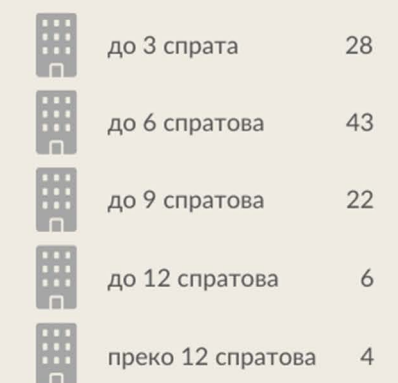 до 3 спрата 28
до 6 спратова 43
до 9 спратова 22
до 12 спратова 6
преко 12 спратова 4